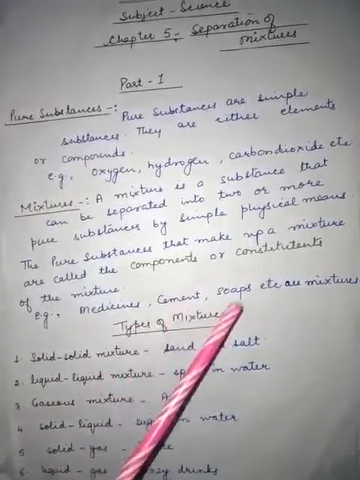 Subject - Science
Chapter 5:- Separation of
Mixtures
Part - 1
Pure Substances -: Pure Substances are simple
substances. They are either elements
or compounds.
e.g., oxygen, hydrogen, carbondioxide etc.
Mixtures -: A mixture is a substance that
can be separated into two or more
pure substances by simple physical means.
The Pure Substances that make up a mixture
are called the components or constitutents
of the mixture.
e.g., Medicines, Cement, soaps etc are mixtures
Types of Mixture
1. Solid-solid mixture - sand salt.
2. liquid-liquid mixture - in water
3 Gaseous mixture - A
4 solid-liquid - in water
5 solid-gas -
6 liquid-gas drinks